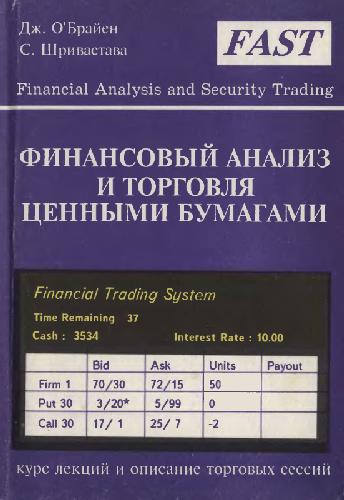 Дж. О'Брайен
С. Шривастава
FAST
Financial Analysis and Security Trading
ФИНАНСОВЫЙ АНАЛИЗ
И ТОРГОВЛЯ
ЦЕННЫМИ БУМАГАМИ
Financial Trading System
Time Remaining 37
Cash : 3534 Interest Rate : 10.00
Bid Ask Units Payout
Firm 1 70/30 72/15 50
Put 30 3/20* 5/99 0
Call 30 17/ 1 25/ 7 -2
курс лекций и описание торговых сессий